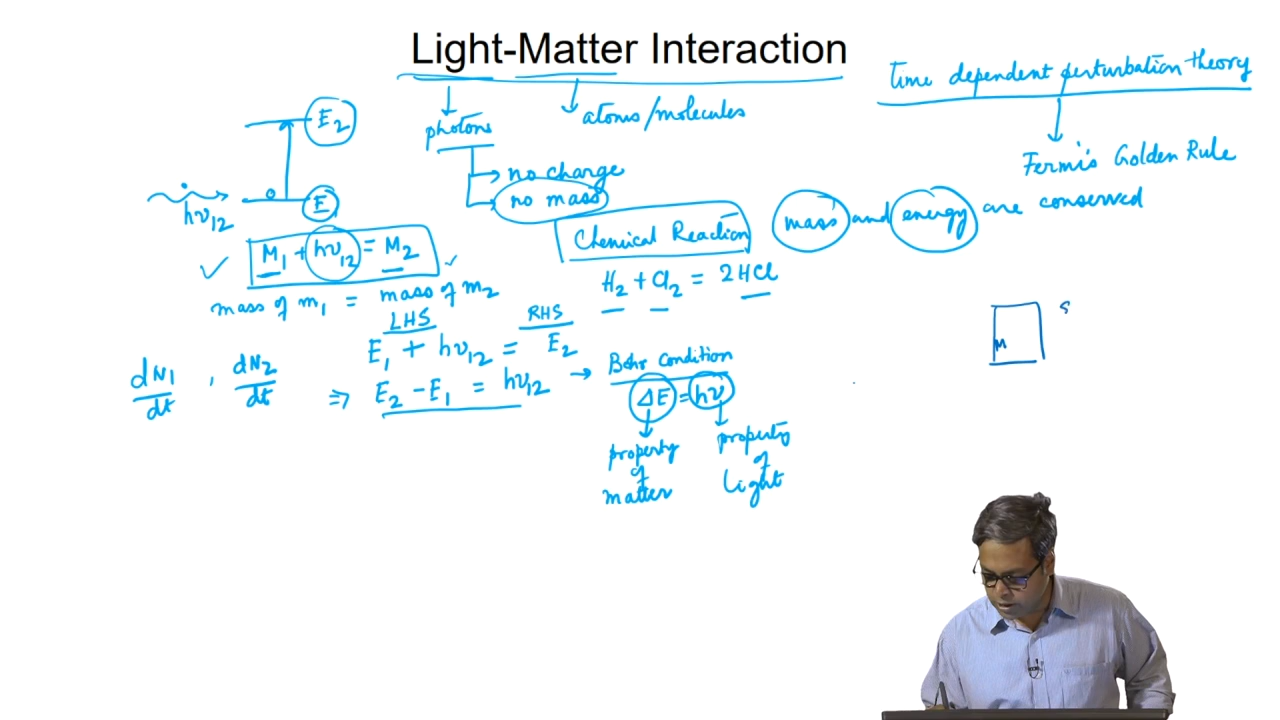 Light-Matter Interaction
Time dependent perturbation theory
Fermi's Golden Rule
photons
atoms/molecules
no change
no mass
E2
hν12
E
M1 + hν12 = M2
mass of m1 = mass of m2
Chemical Reaction
mass and energy are conserved
H2 + Cl2 = 2HCl
LHS
RHS
E1 + hν12 = E2
dN1/dt , dN2/dt
⇒ E2 - E1 = hν12 →
Bohr Condition
ΔE = hν
property of matter
property of light
M